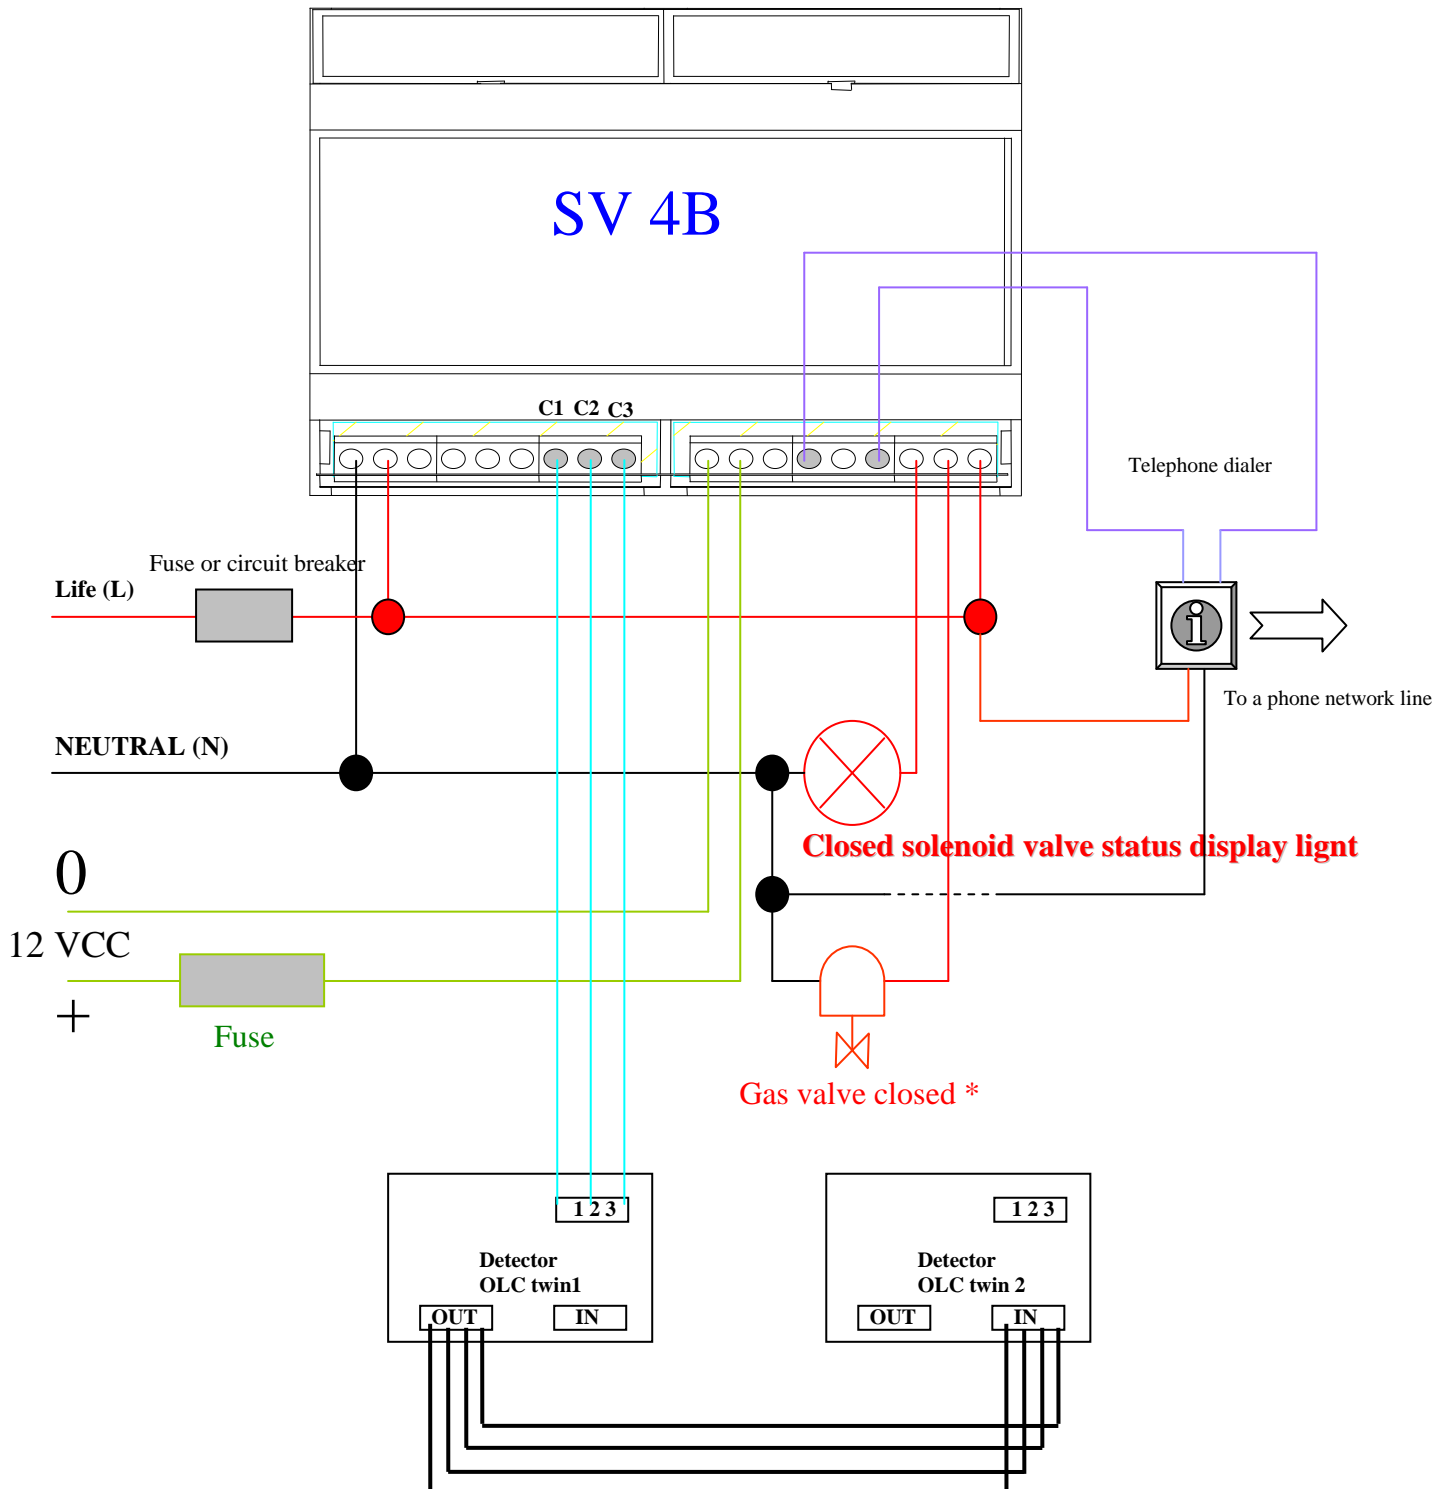 SV 4B
C1 C2 C3
Telephone dialer
Fuse or circuit breaker
Life (L)
To a phone network line
NEUTRAL (N)
Closed solenoid valve status display lignt
0
12 VCC
+
Fuse
Gas valve closed *
1 2 3
Detector
OLC twin1
OUT IN
1 2 3
Detector
OLC twin 2
OUT IN